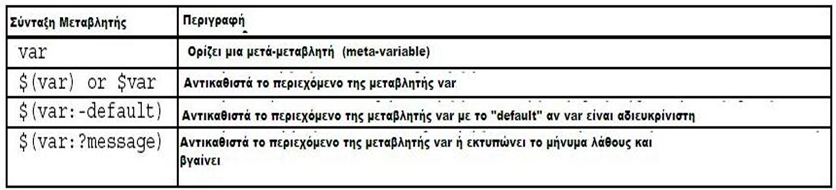 Σύνταξη Μεταβλητής Περιγραφή
var Ορίζει μια μετά-μεταβλητή (meta-variable)
$(var) or $var Αντικαθιστά το περιεχόμενο της μεταβλητής var
$(var:-default) Αντικαθιστά το περιεχόμενο της μεταβλητής var με το "default" αν var είναι αδιευκρίνιστη
$(var:?message) Αντικαθιστά το περιεχόμενο της μεταβλητής var ή εκτυπώνει το μήνυμα λάθους και
βγαίνει